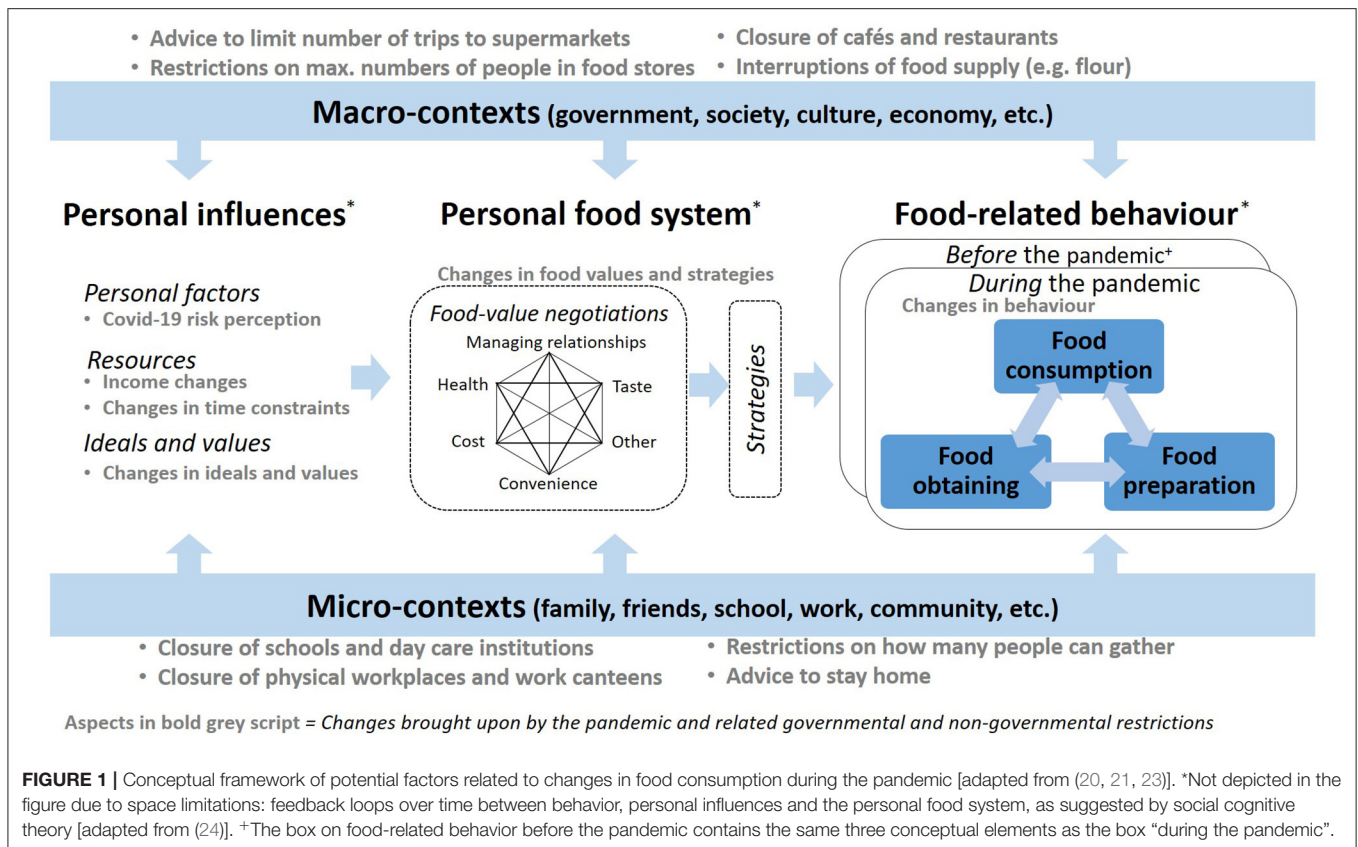 • Advice to limit number of trips to supermarkets
• Restrictions on max. numbers of people in food stores
• Closure of cafés and restaurants
• Interruptions of food supply (e.g. flour)
Macro-contexts (government, society, culture, economy, etc.)
Personal influences*
Personal factors
• Covid-19 risk perception
Resources
• Income changes
• Changes in time constraints
Ideals and values
• Changes in ideals and values
Personal food system*
Changes in food values and strategies
Food-value negotiations
Managing relationships
Health
Taste
Cost
Other
Convenience
Strategies
Food-related behaviour*
Before the pandemic+
During the pandemic
Changes in behaviour
Food
consumption
Food
obtaining
Food
preparation
Micro-contexts (family, friends, school, work, community, etc.)
• Closure of schools and day care institutions
• Closure of physical workplaces and work canteens
• Restrictions on how many people can gather
• Advice to stay home
Aspects in bold grey script = Changes brought upon by the pandemic and related governmental and non-governmental restrictions
FIGURE 1 | Conceptual framework of potential factors related to changes in food consumption during the pandemic [adapted from (20, 21, 23)]. *Not depicted in the
figure due to space limitations: feedback loops over time between behavior, personal influences and the personal food system, as suggested by social cognitive
theory [adapted from (24)]. +The box on food-related behavior before the pandemic contains the same three conceptual elements as the box “during the pandemic”.